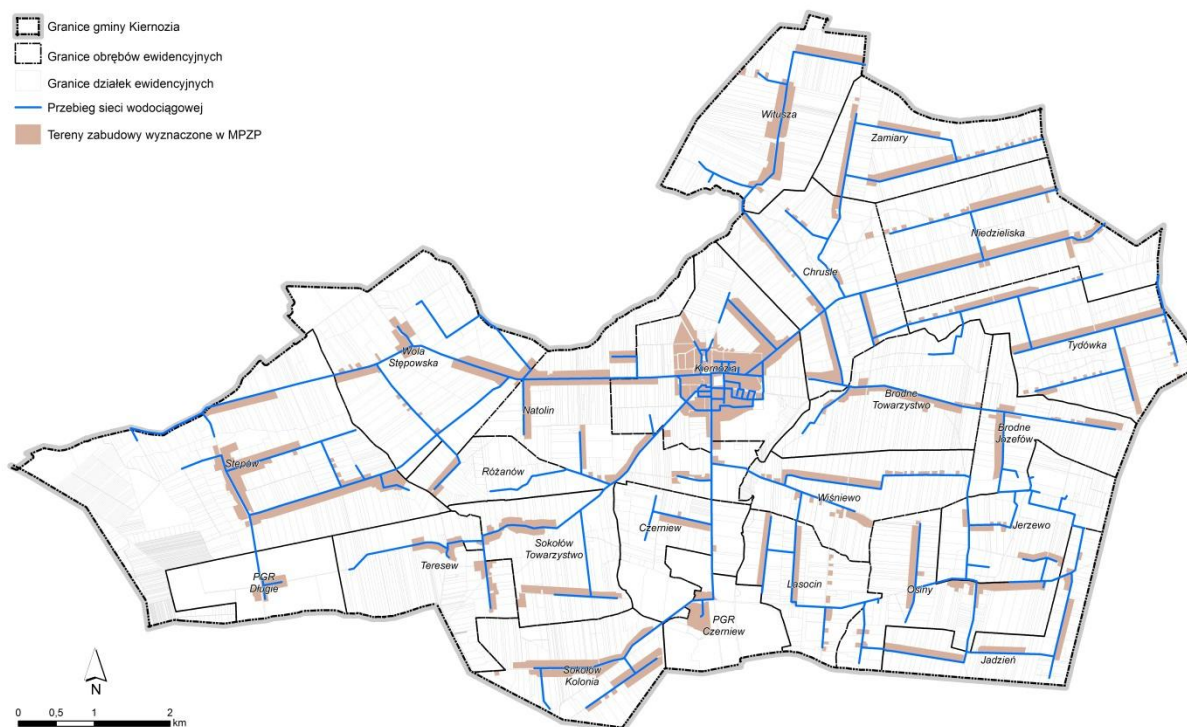 Granice gminy Kiernozia
Granice obrębów ewidencyjnych
Granice działek ewidencyjnych
Przebieg sieci wodociągowej
Tereny zabudowy wyznaczone w MPZP
Witusza
Zamiary
Niedzieliska
Chruśle
Wola
Stępowska
Kiernozia
Tydówka
Natolin
Brodne
Towarzystwo
Brodne
Józefów
Stępów
Różanów
Wiśniewo
Czerniew
Jerzewo
Sokołów
Towarzystwo
Teresew
PGR
Długie
Lasocin
Osiny
PGR
Czerniew
Jadzień
Sokołów
Kolonia
N
0 0,5 1 2
km